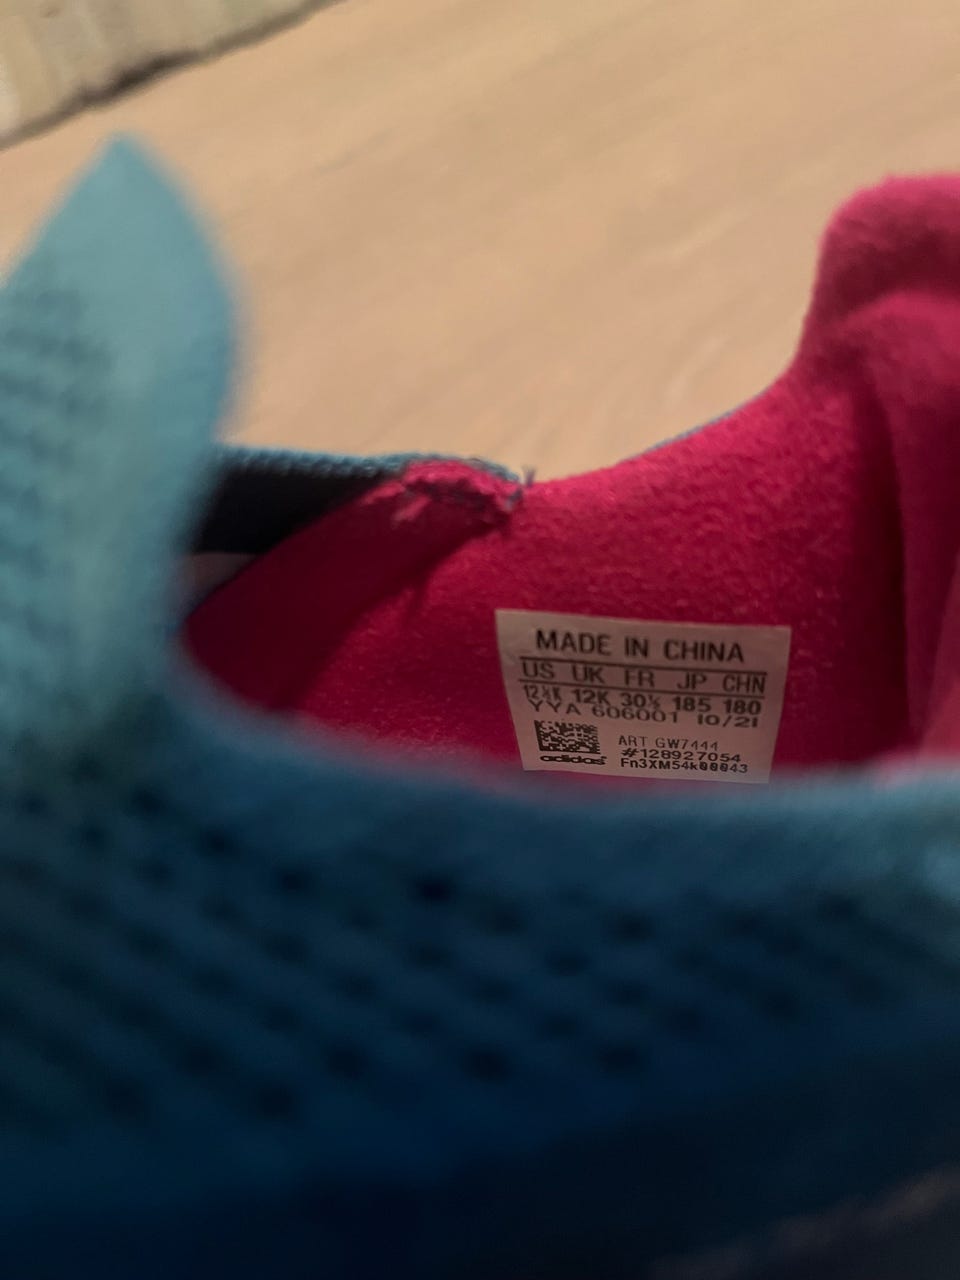 MADE IN CHINA
US UK FR JP CHN
12½K 12K 30½ 185 180
YYA 606001 10/21
ART GW7444
#128927054
adidas Fn3XM54k00043